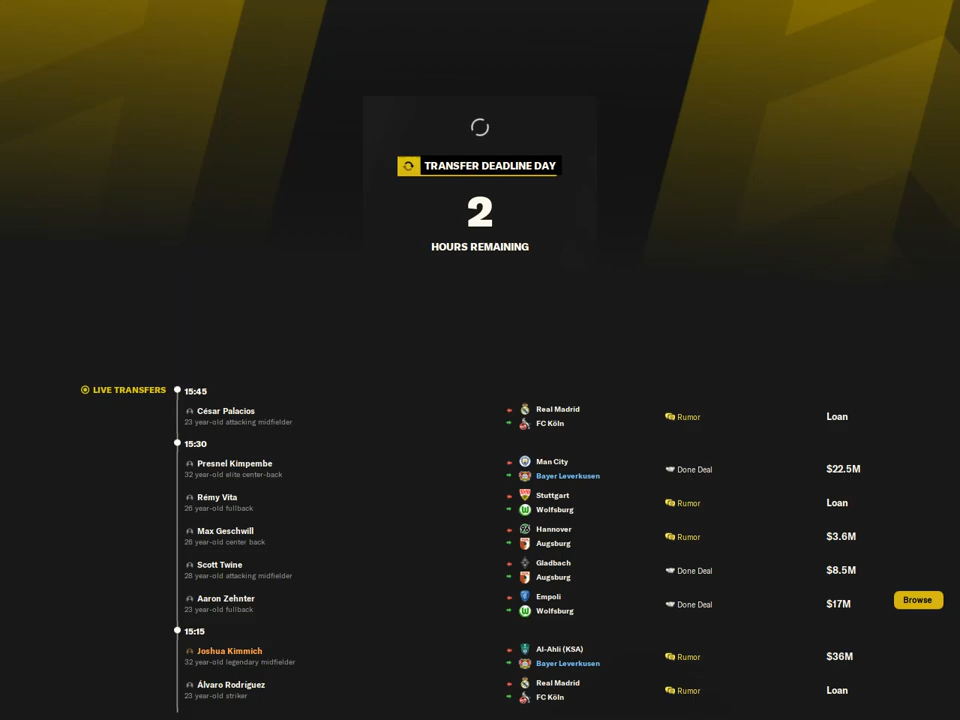 TRANSFER DEADLINE DAY
2
HOURS REMAINING
LIVE TRANSFERS
15:45
César Palacios
23 year-old attacking midfielder
Real Madrid
FC Köln
Rumor
Loan
15:30
Presnel Kimpembe
32 year-old elite center-back
Man City
Bayer Leverkusen
Done Deal
$22.5M
Rémy Vita
26 year-old fullback
Stuttgart
Wolfsburg
Rumor
Loan
Max Geschwill
26 year-old center back
Hannover
Augsburg
Rumor
$3.6M
Scott Twine
28 year-old attacking midfielder
Gladbach
Augsburg
Done Deal
$8.5M
Aaron Zehnter
23 year-old fullback
Empoli
Wolfsburg
Done Deal
$17M
Browse
15:15
Joshua Kimmich
32 year-old legendary midfielder
Al-Ahli (KSA)
Bayer Leverkusen
Rumor
$36M
Álvaro Rodríguez
23 year-old striker
Real Madrid
FC Köln
Rumor
Loan